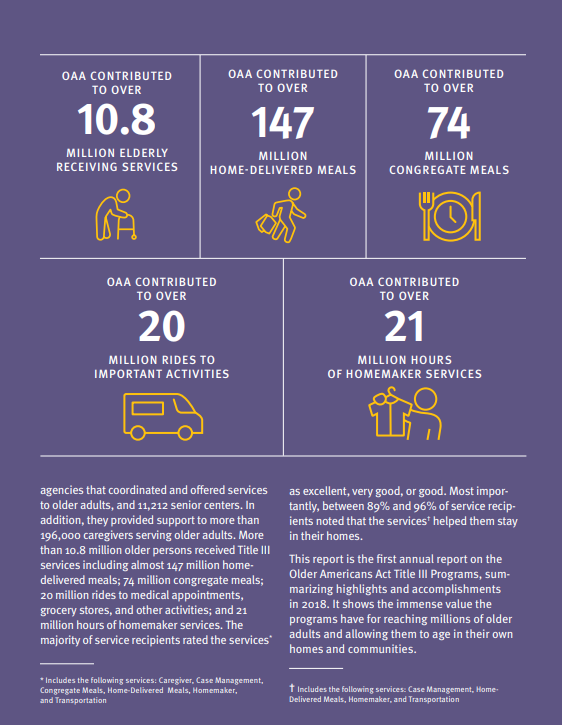 OAA CONTRIBUTED
TO OVER
10.8
MILLION ELDERLY
RECEIVING SERVICES
OAA CONTRIBUTED
TO OVER
147
MILLION
HOME-DELIVERED MEALS
OAA CONTRIBUTED
TO OVER
74
MILLION
CONGREGATE MEALS
OAA CONTRIBUTED
TO OVER
20
MILLION RIDES TO
IMPORTANT ACTIVITIES
OAA CONTRIBUTED
TO OVER
21
MILLION HOURS
OF HOMEMAKER SERVICES
agencies that coordinated and offered services
to older adults, and 11,212 senior centers. In
addition, they provided support to more than
196,000 caregivers serving older adults. More
than 10.8 million older persons received Title III
services including almost 147 million home-
delivered meals; 74 million congregate meals;
20 million rides to medical appointments,
grocery stores, and other activities; and 21
million hours of homemaker services. The
majority of service recipients rated the services*
* Includes the following services: Caregiver, Case Management,
Congregate Meals, Home-Delivered Meals, Homemaker,
and Transportation
as excellent, very good, or good. Most impor-
tantly, between 89% and 96% of service recip-
ients noted that the services† helped them stay
in their homes.
This report is the first annual report on the
Older Americans Act Title III Programs, sum-
marizing highlights and accomplishments
in 2018. It shows the immense value the
programs have for reaching millions of older
adults and allowing them to age in their own
homes and communities.
† Includes the following services: Case Management, Home-
Delivered Meals, Homemaker, and Transportation